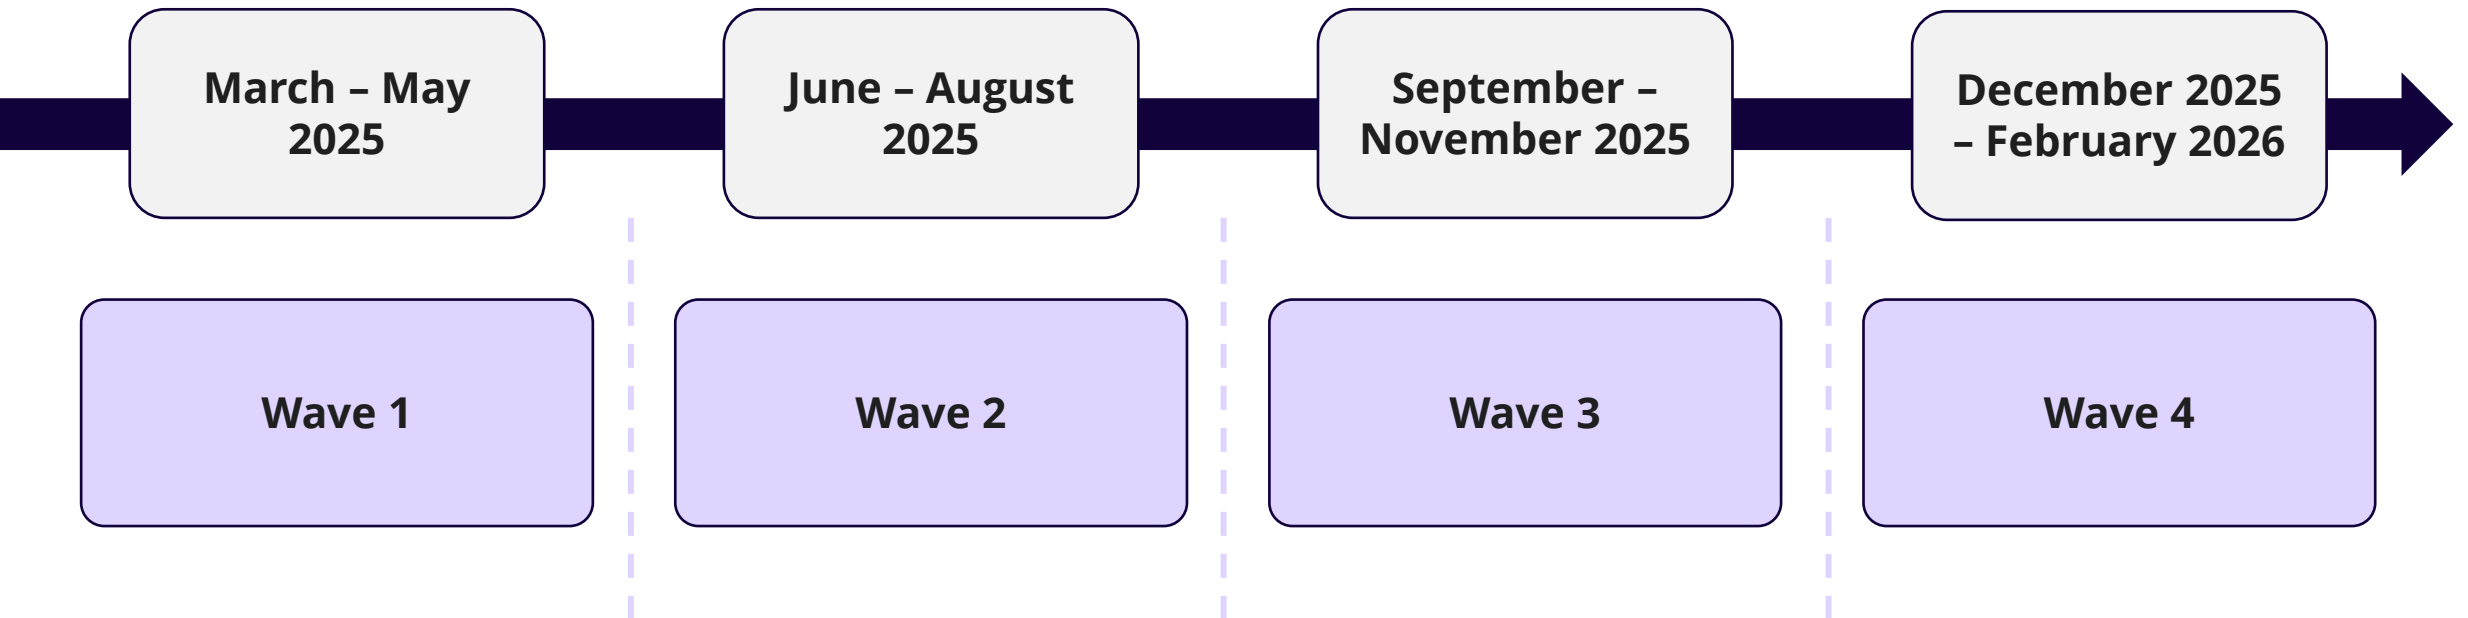 March – May
2025
June – August
2025
September –
November 2025
December 2025
– February 2026
Wave 1
Wave 2
Wave 3
Wave 4